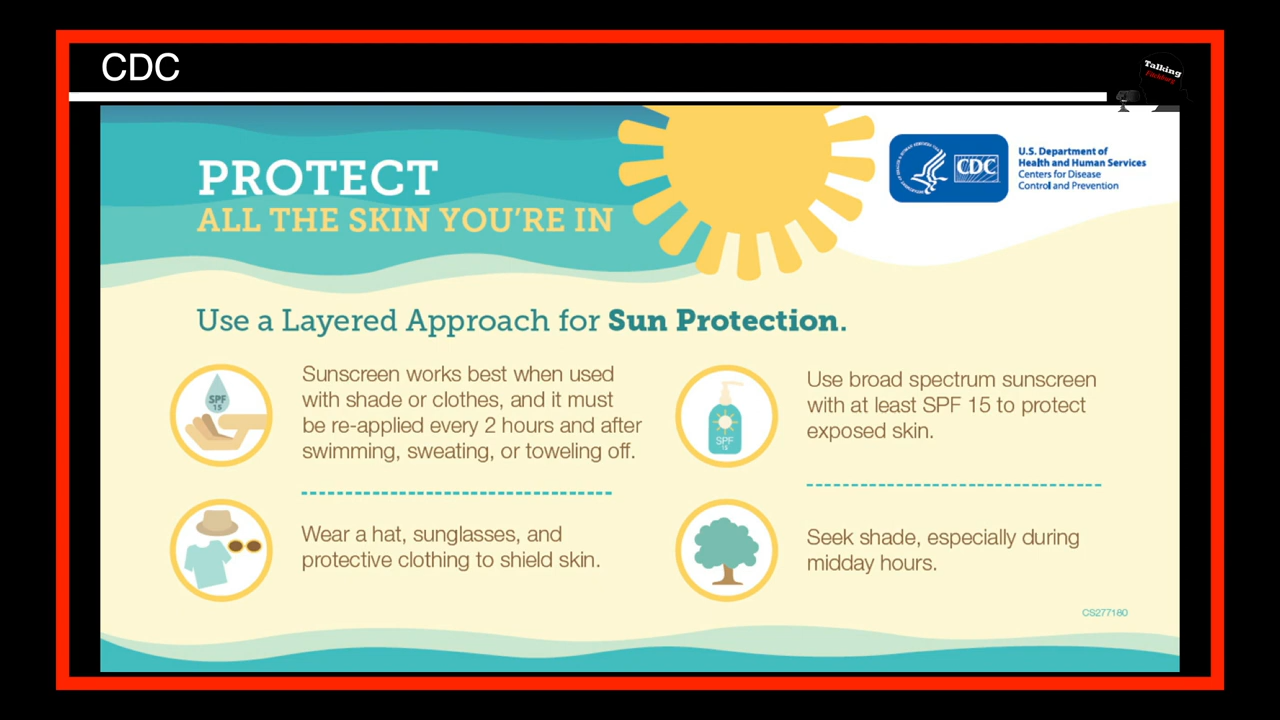 CDC
Talking
Fitchburg
PROTECT
ALL THE SKIN YOU'RE IN
CDC
U.S. Department of
Health and Human Services
Centers for Disease
Control and Prevention
Use a Layered Approach for Sun Protection.
SPF
15
Sunscreen works best when used
with shade or clothes, and it must
be re-applied every 2 hours and after
swimming, sweating, or toweling off.
SPF
15
Use broad spectrum sunscreen
with at least SPF 15 to protect
exposed skin.
Wear a hat, sunglasses, and
protective clothing to shield skin.
Seek shade, especially during
midday hours.
CS277180